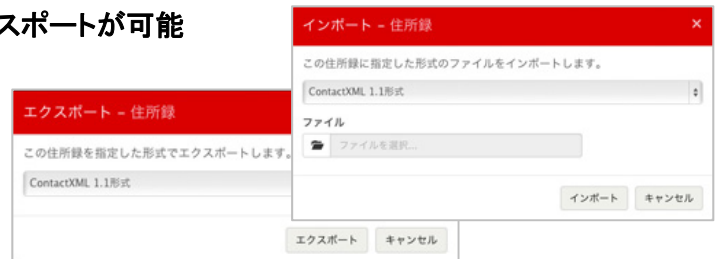 スポートが可能
インポート – 住所録 ×
この住所録に指定した形式のファイルをインポートします。
ContactXML 1.1形式
ファイル
ファイルを選択...
インポート キャンセル
エクスポート – 住所録
この住所録を指定した形式でエクスポートします。
ContactXML 1.1形式
エクスポート キャンセル